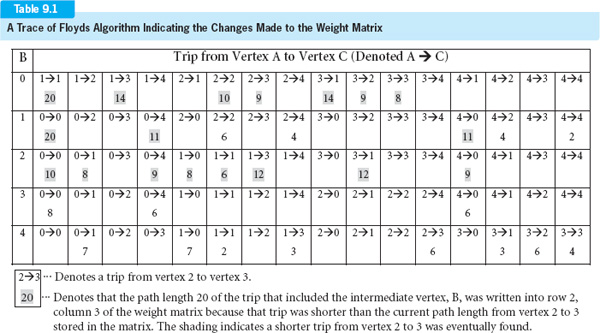 Table 9.1
A Trace of Floyds Algorithm Indicating the Changes Made to the Weight Matrix
B Trip from Vertex A to Vertex C (Denoted A → C)
0 1→1 1→2 1→3 1→4 2→1 2→2 2→3 2→4 3→1 3→2 3→3 3→4 4→1 4→2 4→3 4→4
20 14 10 9 14 9 8
1 0→0 0→2 0→3 0→4 2→0 2→2 2→3 2→4 3→0 3→2 3→3 3→4 4→0 4→2 4→3 4→4
20 11 6 4 11 4 2
2 0→0 0→1 0→3 0→4 1→0 1→1 1→3 1→4 3→0 3→1 3→3 3→4 4→0 4→1 4→3 4→4
10 8 9 8 6 12 12 9
3 0→0 0→1 0→2 0→4 1→0 1→1 1→2 1→4 2→0 2→1 2→2 2→4 4→0 4→1 4→2 4→4
8 6 6
4 0→0 0→1 0→2 0→3 1→0 1→1 1→2 1→3 2→0 2→1 2→2 2→3 3→0 3→1 3→2 3→3
7 7 2 3 6 3 6 4
2→3 ··· Denotes a trip from vertex 2 to vertex 3.
20 ··· Denotes that the path length 20 of the trip that included the intermediate vertex, B, was written into row 2,
column 3 of the weight matrix because that trip was shorter than the current path length from vertex 2 to 3
stored in the matrix. The shading indicates a shorter trip from vertex 2 to 3 was eventually found.